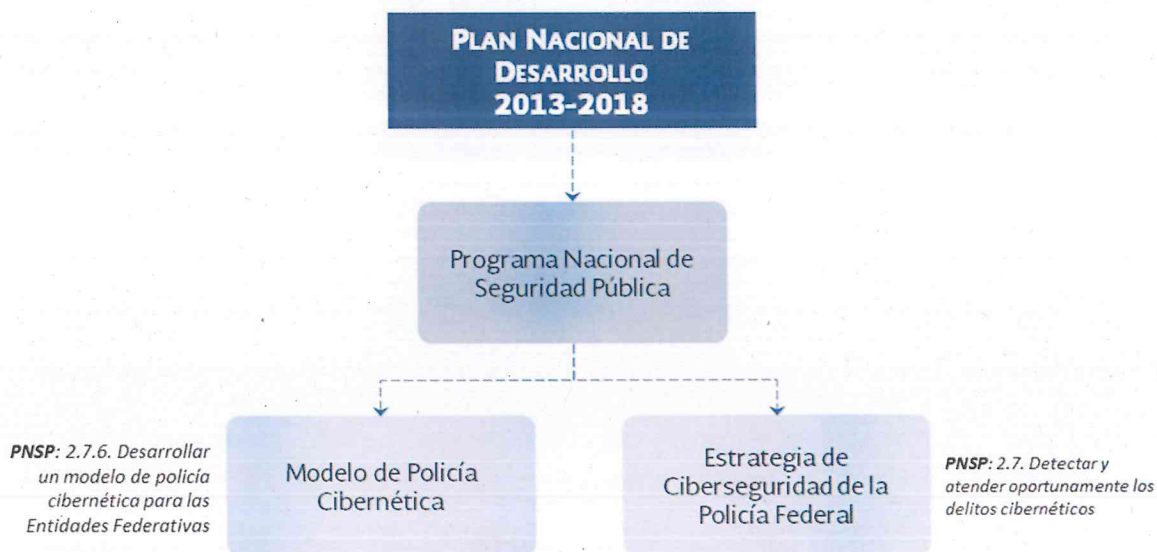 PLAN NACIONAL DE
DESARROLLO
2013-2018
Programa Nacional de
Seguridad Pública
PNSP: 2.7.6. Desarrollar
un modelo de policía
cibernética para las
Entidades Federativas
Modelo de Policía
Cibernética
Estrategia de
Ciberseguridad de la
Policía Federal
PNSP: 2.7. Detectar y
atender oportunamente los
delitos cibernéticos